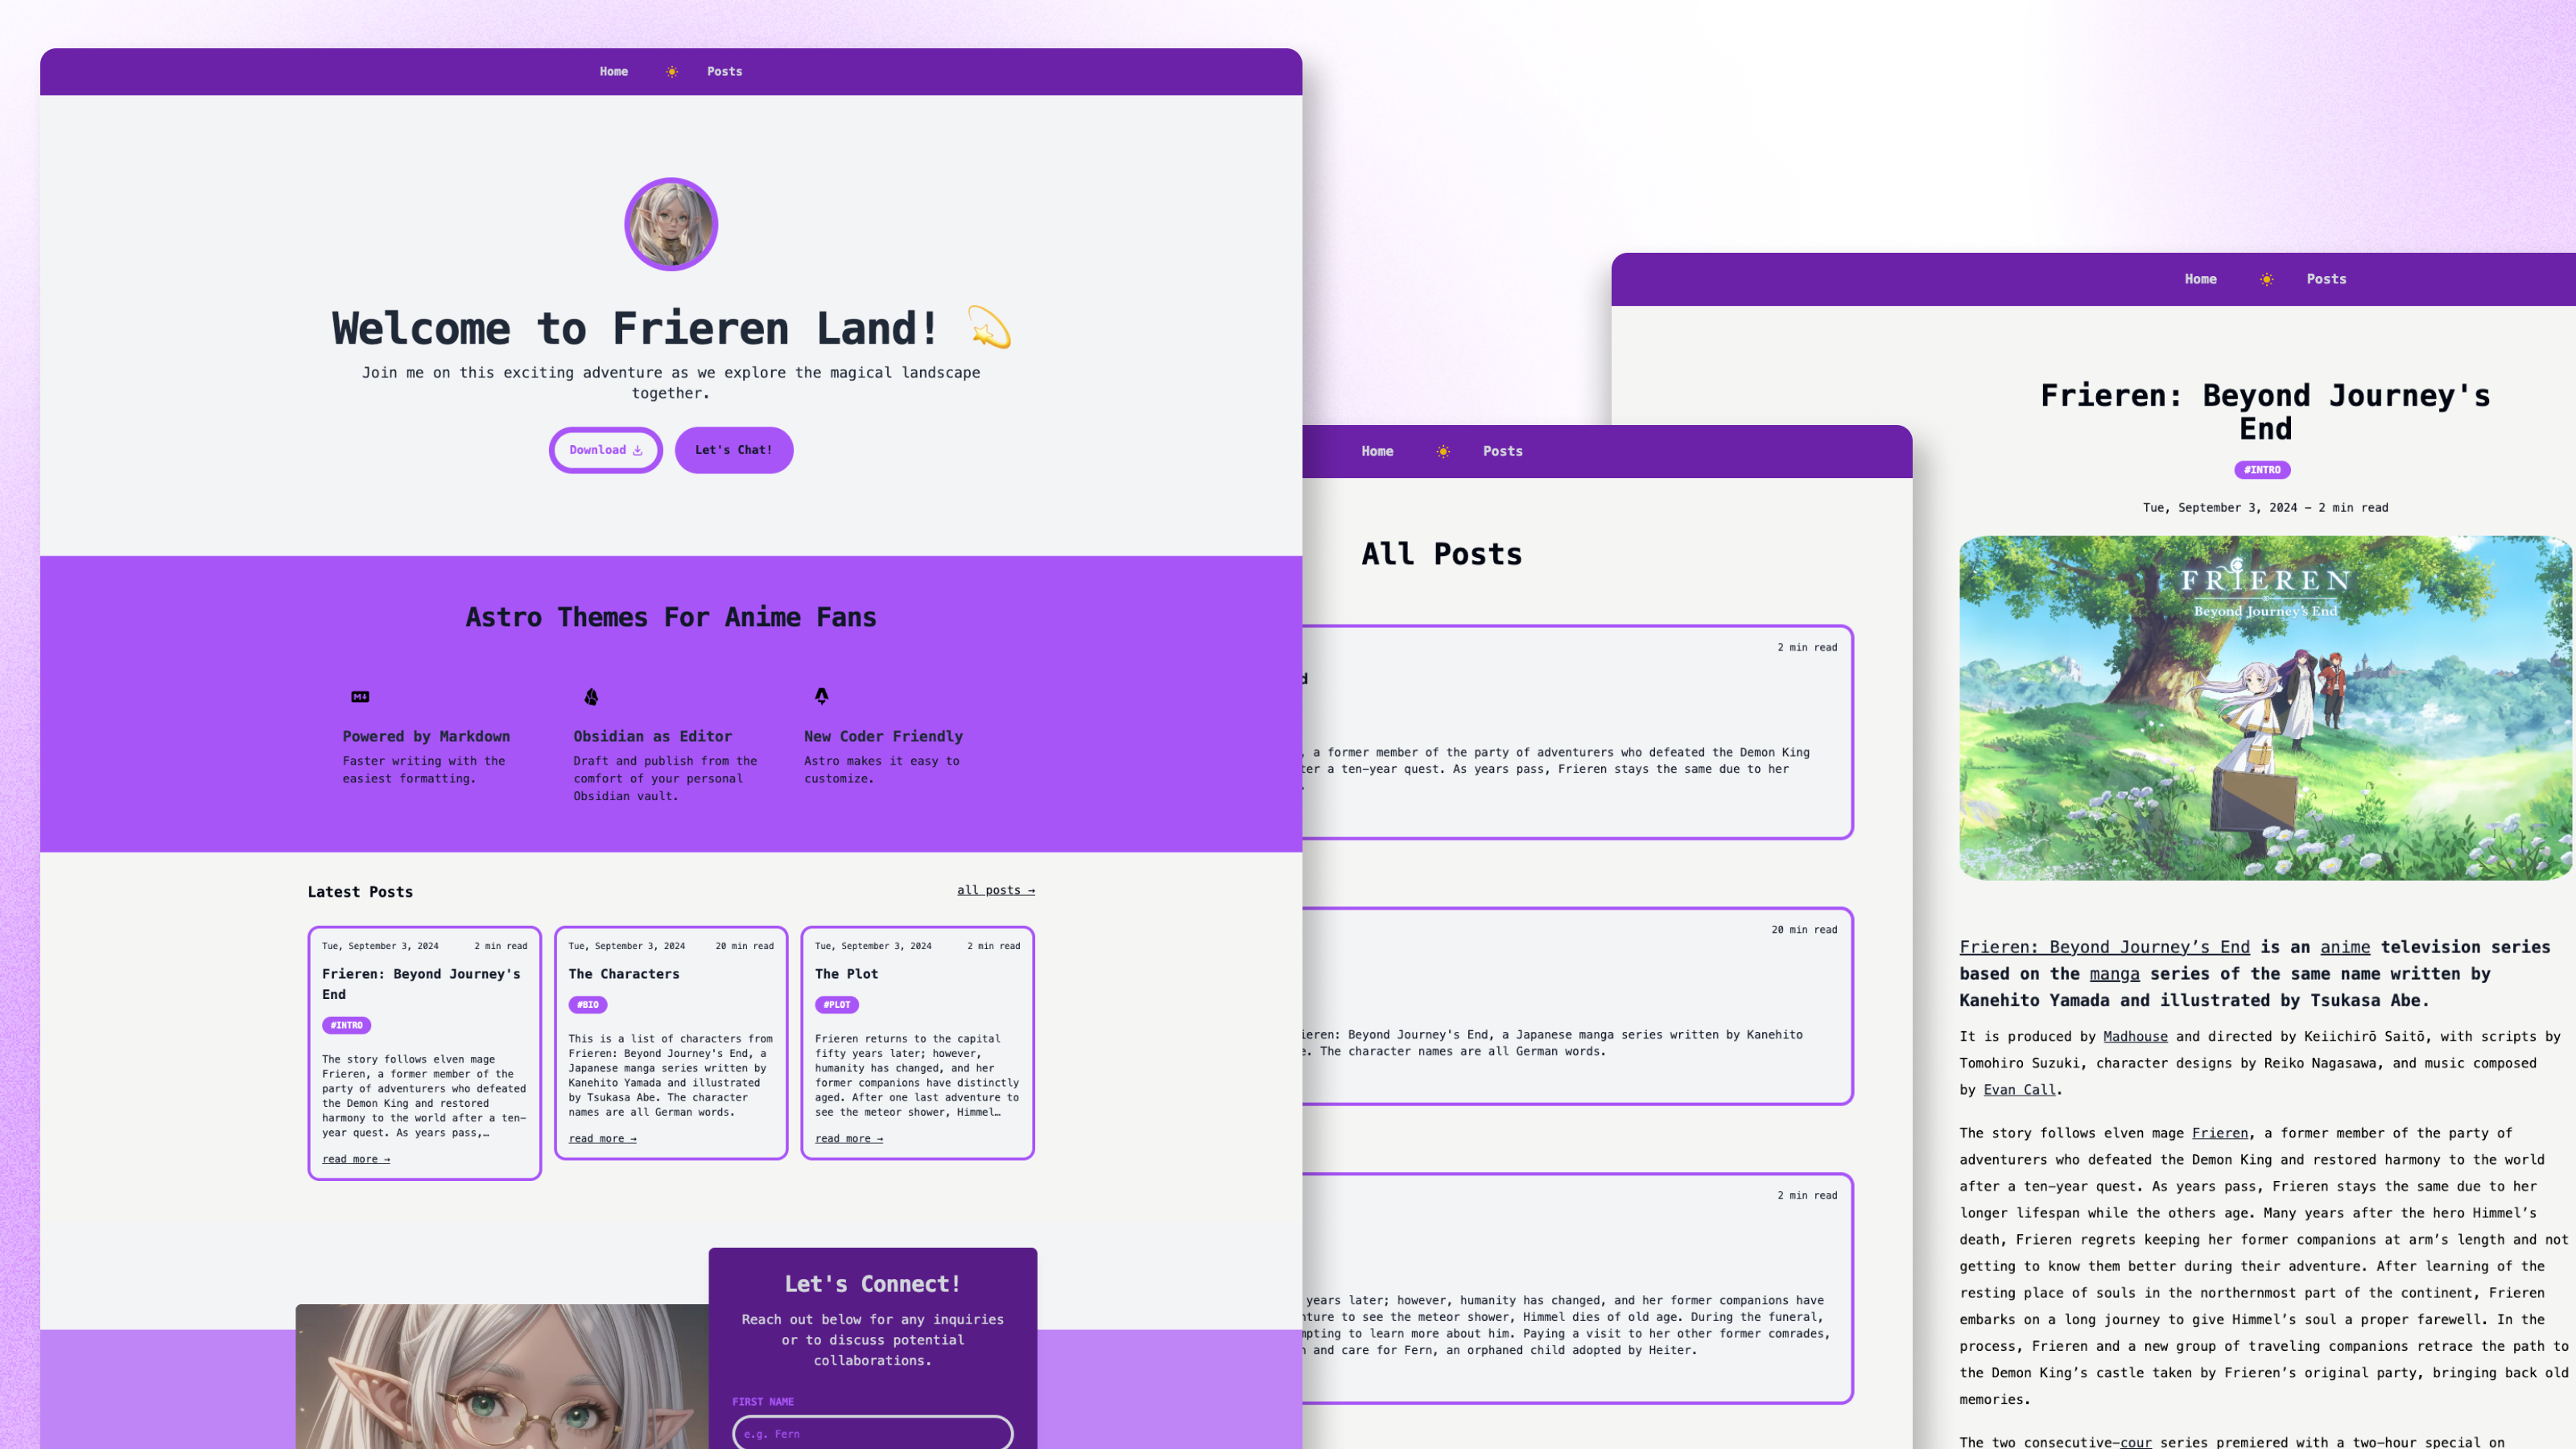 Home Posts
Welcome to Frieren Land! 💫
Join me on this exciting adventure as we explore the magical landscape
together.
Download Let's Chat!
Astro Themes For Anime Fans
Powered by Markdown
Faster writing with the
easiest formatting.
Obsidian as Editor
Draft and publish from the
comfort of your personal
Obsidian vault.
New Coder Friendly
Astro makes it easy to
customize.
Latest Posts
all posts →
Tue, September 3, 2024 2 min read
Frieren: Beyond Journey's
End
#INTRO
The story follows elven mage
Frieren, a former member of the
party of adventurers who defeated
the Demon King and restored
harmony to the world after a ten-
year quest. As years pass,…
read more →
Tue, September 3, 2024 20 min read
The Characters
#BIO
This is a list of characters from
Frieren: Beyond Journey's End, a
Japanese manga series written by
Kanehito Yamada and illustrated
by Tsukasa Abe. The character
names are all German words.
read more →
Tue, September 3, 2024 2 min read
The Plot
#PLOT
Frieren returns to the capital
fifty years later; however,
humanity has changed, and her
former companions have distinctly
aged. After one last adventure to
see the meteor shower, Himmel…
read more →
Let's Connect!
Reach out below for any inquiries
or to discuss potential
collaborations.
FIRST NAME
e.g. Fern
Home Posts
All Posts
2 min read
d
, a former member of the party of adventurers who defeated the Demon King
ter a ten-year quest. As years pass, Frieren stays the same due to her
.
20 min read
ieren: Beyond Journey's End, a Japanese manga series written by Kanehito
e. The character names are all German words.
2 min read
years later; however, humanity has changed, and her former companions have
nture to see the meteor shower, Himmel dies of old age. During the funeral,
mpting to learn more about him. Paying a visit to her other former comrades,
n and care for Fern, an orphaned child adopted by Heiter.
Home Posts
Frieren: Beyond Journey's
End
#INTRO
Tue, September 3, 2024 – 2 min read
FRIEREN
Beyond Journey's End
Frieren: Beyond Journey’s End is an anime television series
based on the manga series of the same name written by
Kanehito Yamada and illustrated by Tsukasa Abe.
It is produced by Madhouse and directed by Keiichirō Saitō, with scripts by
Tomohiro Suzuki, character designs by Reiko Nagasawa, and music composed
by Evan Call.
The story follows elven mage Frieren, a former member of the party of
adventurers who defeated the Demon King and restored harmony to the world
after a ten-year quest. As years pass, Frieren stays the same due to her
longer lifespan while the others age. Many years after the hero Himmel’s
death, Frieren regrets keeping her former companions at arm’s length and not
getting to know them better during their adventure. After learning of the
resting place of souls in the northernmost part of the continent, Frieren
embarks on a long journey to give Himmel’s soul a proper farewell. In the
process, Frieren and a new group of traveling companions retrace the path to
the Demon King’s castle taken by Frieren’s original party, bringing back old
memories.
The two consecutive-cour series premiered with a two-hour special on